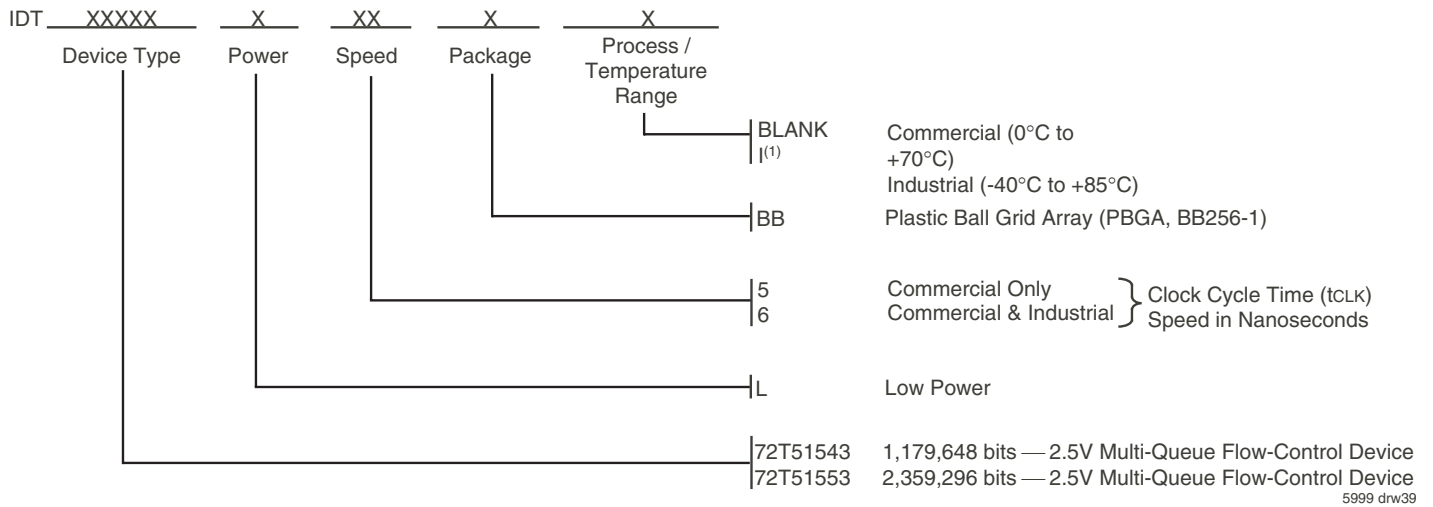 IDT XXXXX X XX X X
Device Type Power Speed Package Process /
Temperature
Range
BLANK Commercial (0°C to
+70°C)
I(1) Industrial (-40°C to +85°C)
BB Plastic Ball Grid Array (PBGA, BB256-1)
5 Commercial Only
6 Commercial & Industrial
Clock Cycle Time (tCLK)
Speed in Nanoseconds
L Low Power
72T51543 1,179,648 bits — 2.5V Multi-Queue Flow-Control Device
72T51553 2,359,296 bits — 2.5V Multi-Queue Flow-Control Device
5999 drw39